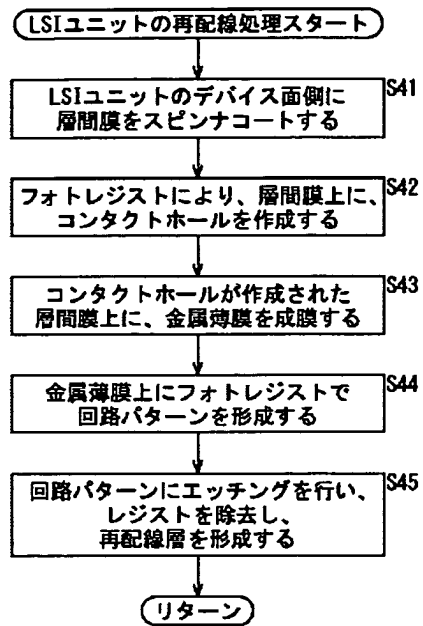 LSIユニットの再配線処理スタート
S41
LSIユニットのデバイス面側に
層間膜をスピンナコートする
S42
フォトレジストにより、層間膜上に、
コンタクトホールを作成する
S43
コンタクトホールが作成された
層間膜上に、金属薄膜を成膜する
S44
金属薄膜上にフォトレジストで
回路パターンを形成する
S45
回路パターンにエッチングを行い、
レジストを除去し、
再配線層を形成する
リターン